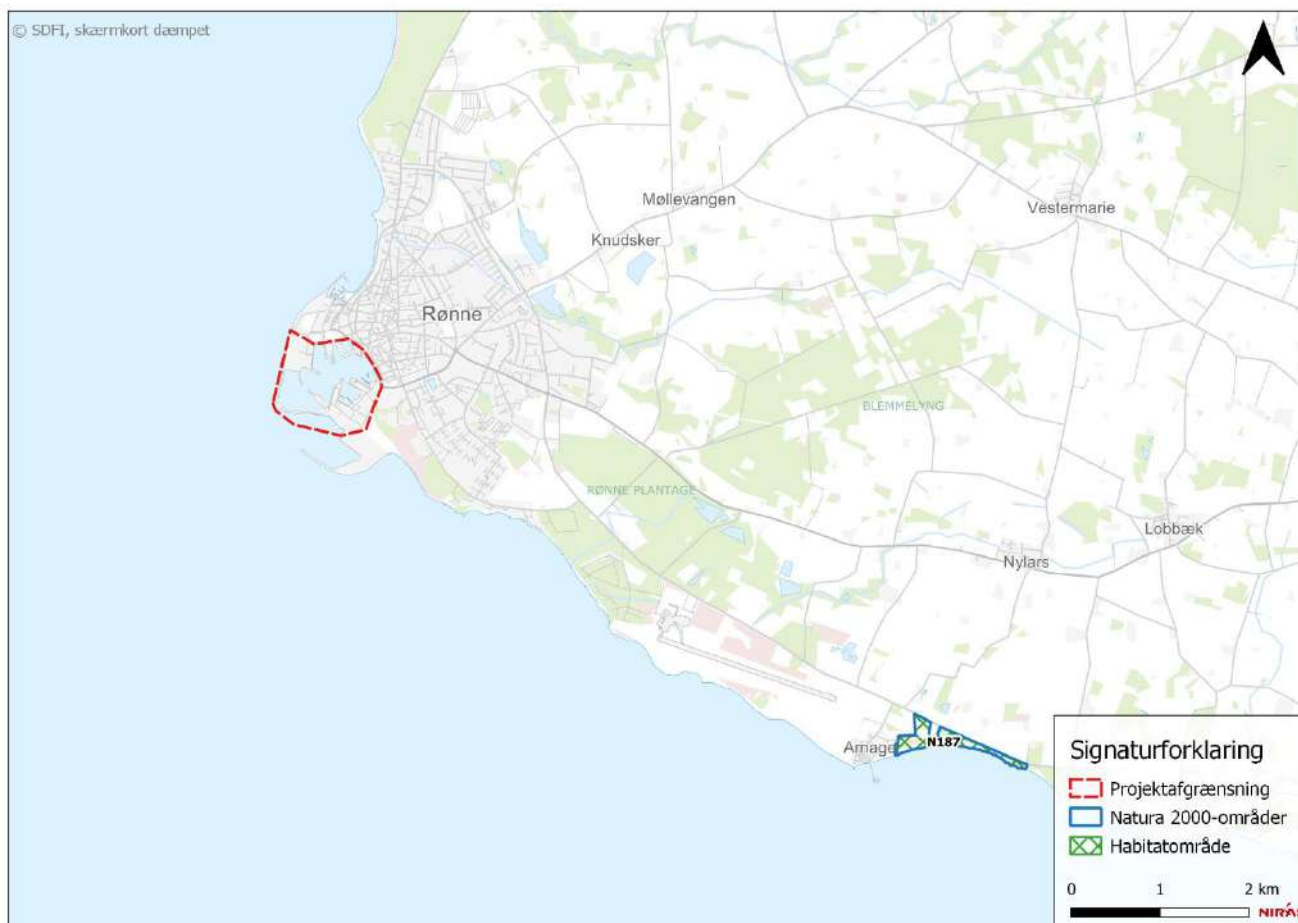 © SDFI, skærmkort dæmpet
Møllevangen
Vestermarie
Knudsker
Rønne
BLEMMELYNG
RØNNE PLANTAGE
Lobbæk
Nylars
Arnager
N187
Signaturforklaring
Projektafgrænsning
Natura 2000-områder
Habitatområde
0 1 2 km